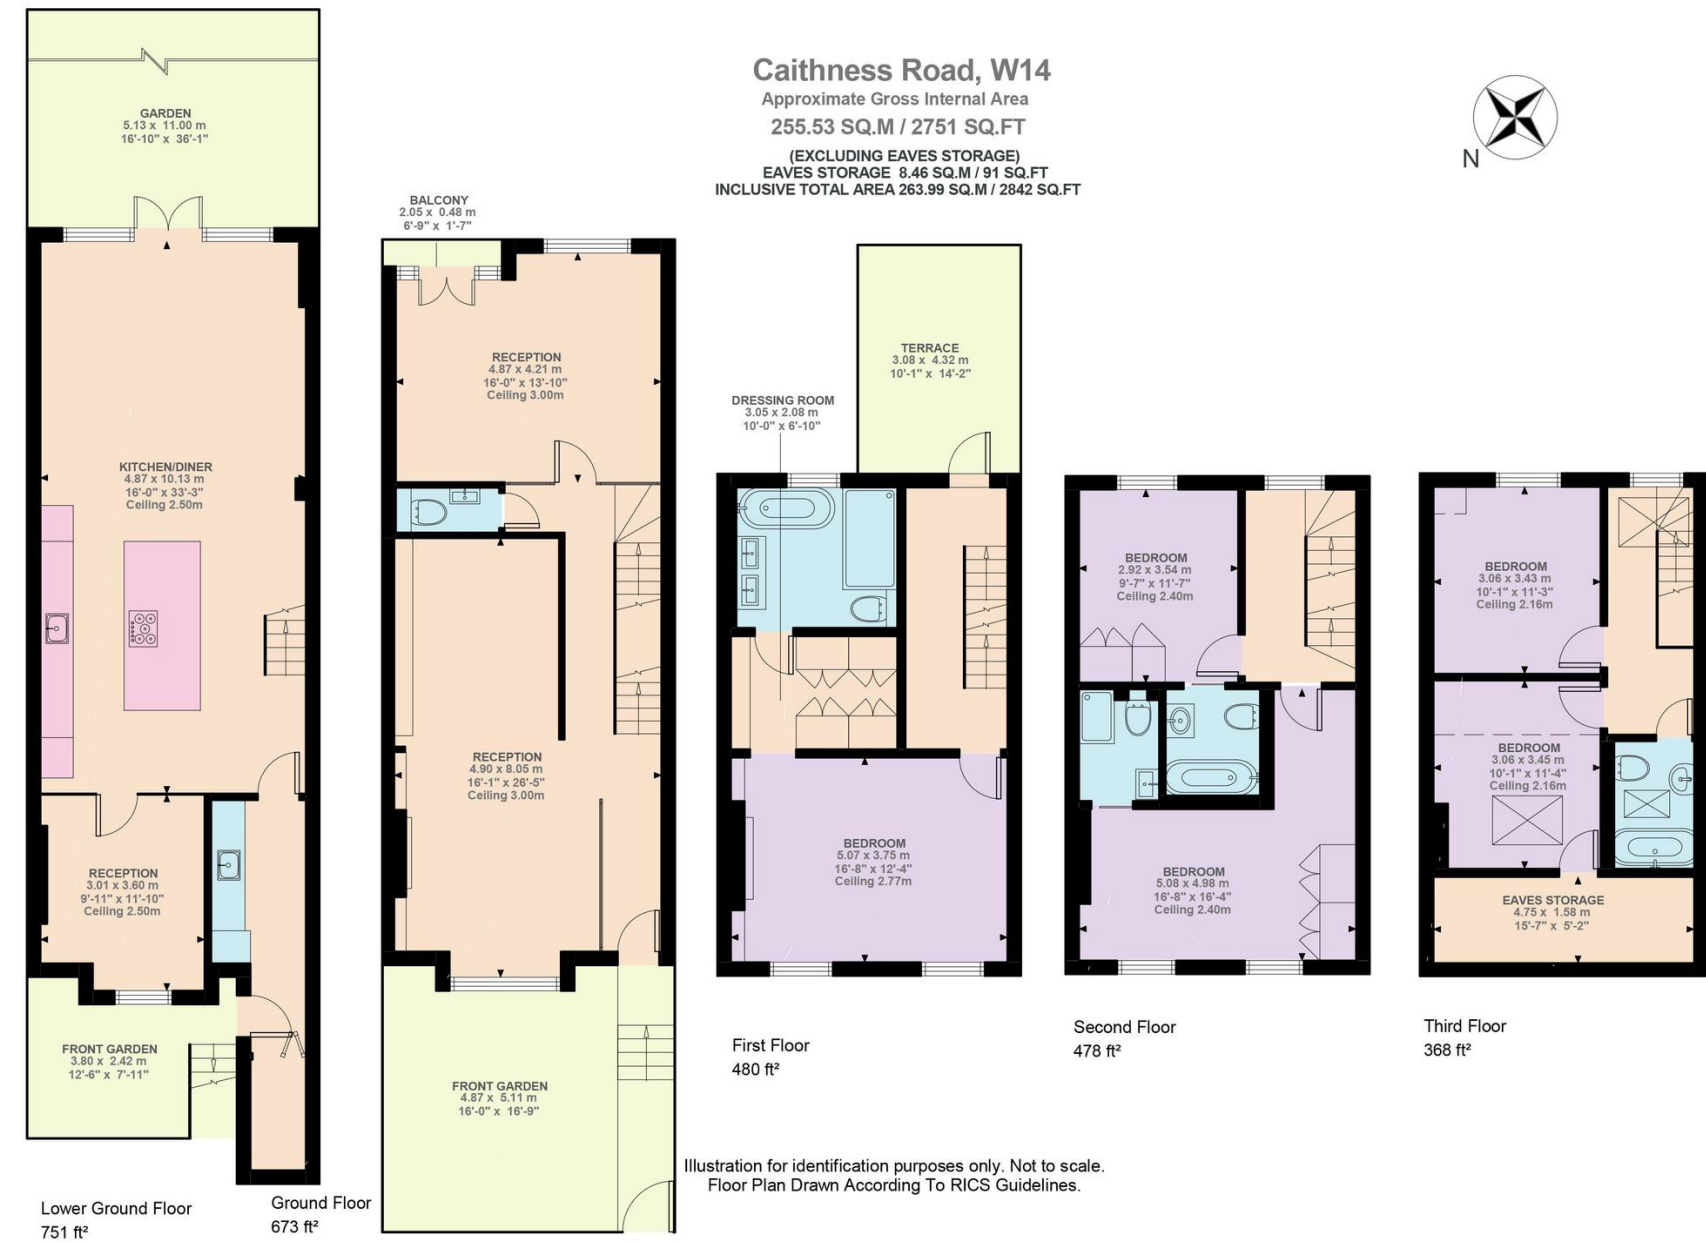 Caithness Road, W14
Approximate Gross Internal Area
255.53 SQ.M / 2751 SQ.FT
(EXCLUDING EAVES STORAGE)
EAVES STORAGE 8.46 SQ.M / 91 SQ.FT
INCLUSIVE TOTAL AREA 263.99 SQ.M / 2842 SQ.FT
N
GARDEN
5.13 x 11.00 m
16'-10" x 36'-1"
KITCHEN/DINER
4.87 x 10.13 m
16'-0" x 33'-3"
Ceiling 2.50m
RECEPTION
3.01 x 3.60 m
9'-11" x 11'-10"
Ceiling 2.50m
FRONT GARDEN
3.80 x 2.42 m
12'-6" x 7'-11"
Lower Ground Floor
751 ft²
BALCONY
2.05 x 0.48 m
6'-9" x 1'-7"
RECEPTION
4.87 x 4.21 m
16'-0" x 13'-10"
Ceiling 3.00m
RECEPTION
4.90 x 8.05 m
16'-1" x 26'-5"
Ceiling 3.00m
FRONT GARDEN
4.87 x 5.11 m
16'-0" x 16'-9"
Ground Floor
673 ft²
TERRACE
3.08 x 4.32 m
10'-1" x 14'-2"
DRESSING ROOM
3.05 x 2.08 m
10'-0" x 6'-10"
BEDROOM
5.07 x 3.75 m
16'-8" x 12'-4"
Ceiling 2.77m
First Floor
480 ft²
BEDROOM
2.92 x 3.54 m
9'-7" x 11'-7"
Ceiling 2.40m
BEDROOM
5.08 x 4.98 m
16'-8" x 16'-4"
Ceiling 2.40m
Second Floor
478 ft²
BEDROOM
3.06 x 3.43 m
10'-1" x 11'-3"
Ceiling 2.16m
BEDROOM
3.06 x 3.45 m
10'-1" x 11'-4"
Ceiling 2.16m
EAVES STORAGE
4.75 x 1.58 m
15'-7" x 5'-2"
Third Floor
368 ft²
Illustration for identification purposes only. Not to scale.
Floor Plan Drawn According To RICS Guidelines.